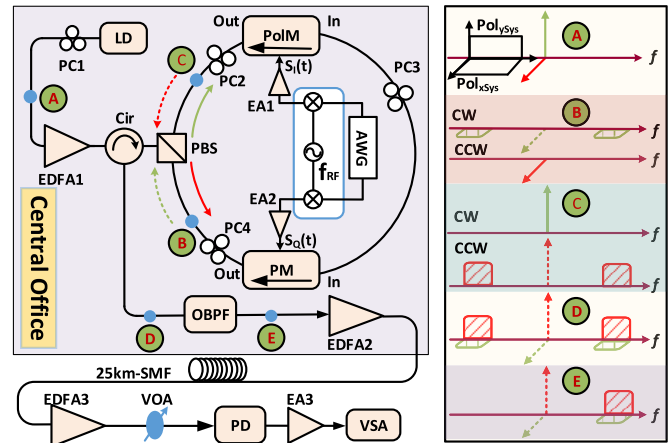 LD
PC1
A
EDFA1
Cir
PBS
C
PC2
Out
In
PolM
S_I(t)
EA1
PC3
f_RF
AWG
EA2
S_Q(t)
B
PC4
Out
In
PM
Central Office
D
OBPF
E
EDFA2
25km-SMF
EDFA3
VOA
PD
EA3
VSA
Pol_ySys
Pol_xSys
A
f
B
CW
f
CCW
f
C
CW
f
CCW
f
D
f
E
f